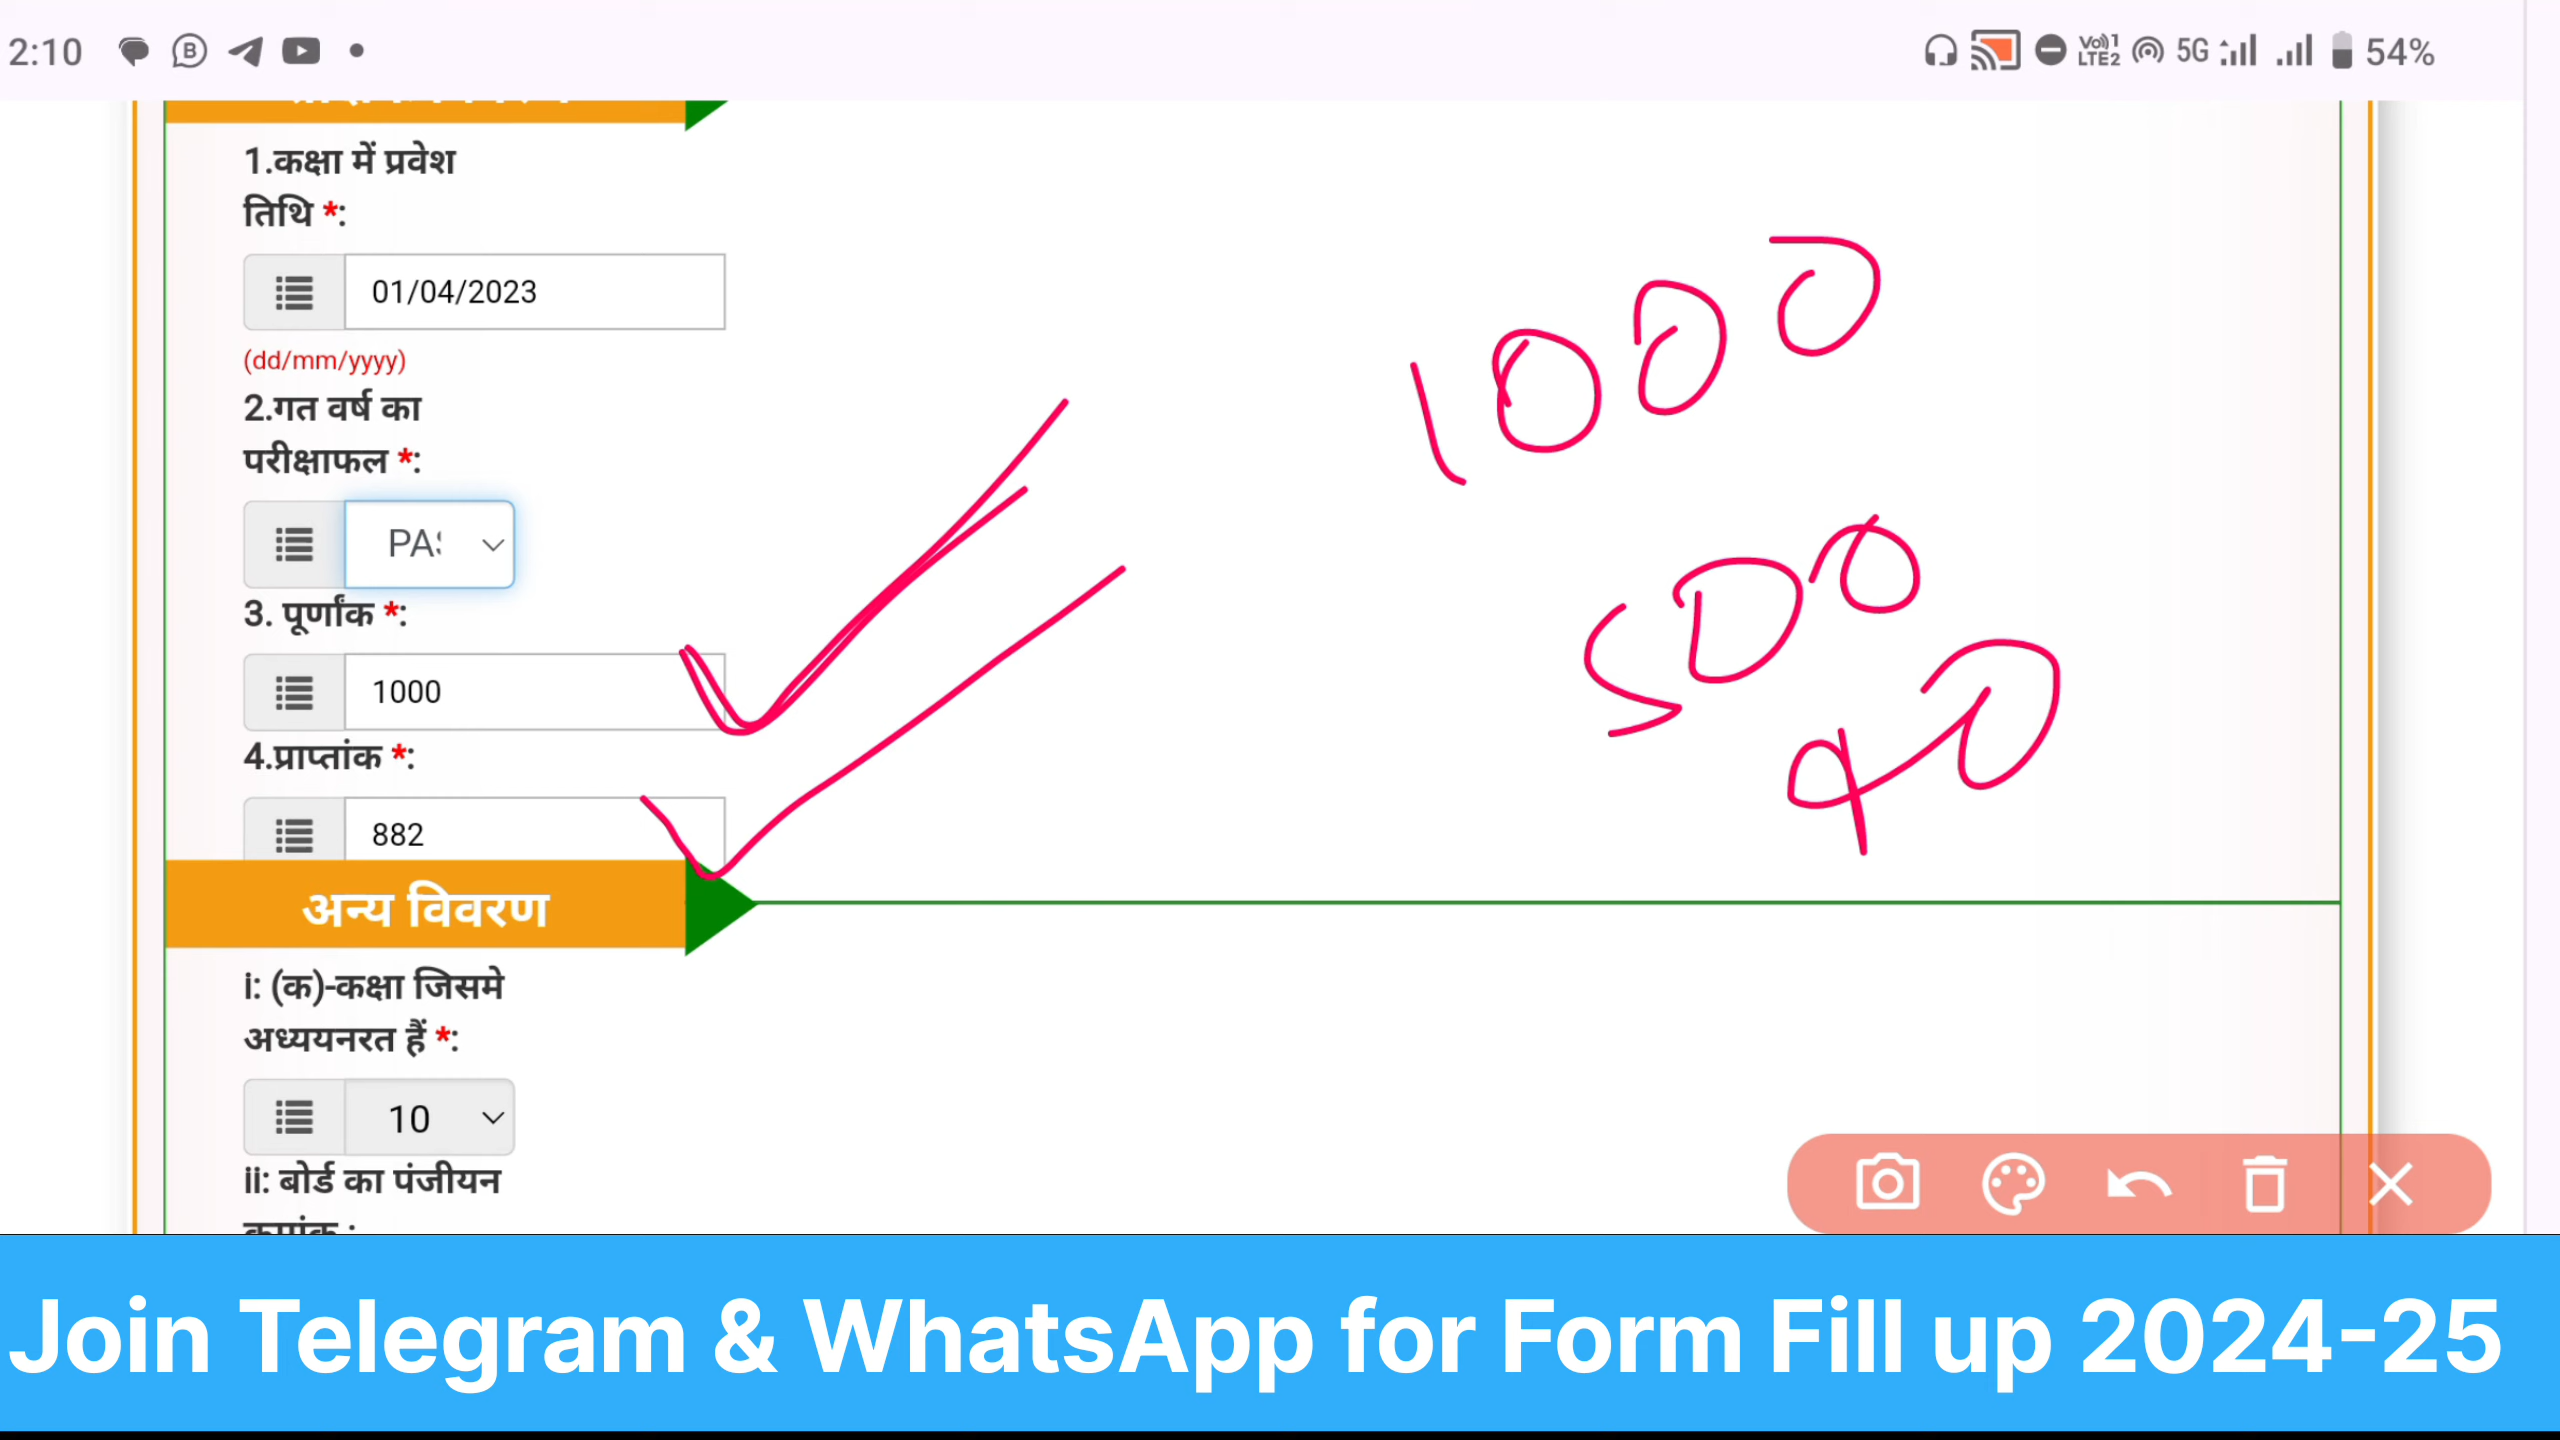 2:10
5G
54%
1.कक्षा में प्रवेश
तिथि *:
01/04/2023
(dd/mm/yyyy)
2.गत वर्ष का
परीक्षाफल *:
PAS
3. पूर्णांक *:
1000
4.प्राप्तांक *:
882
1000
500
90
अन्य विवरण
i: (क)-कक्षा जिसमे
अध्ययनरत हैं *:
10
ii: बोर्ड का पंजीयन
Join Telegram & WhatsApp for Form Fill up 2024-25